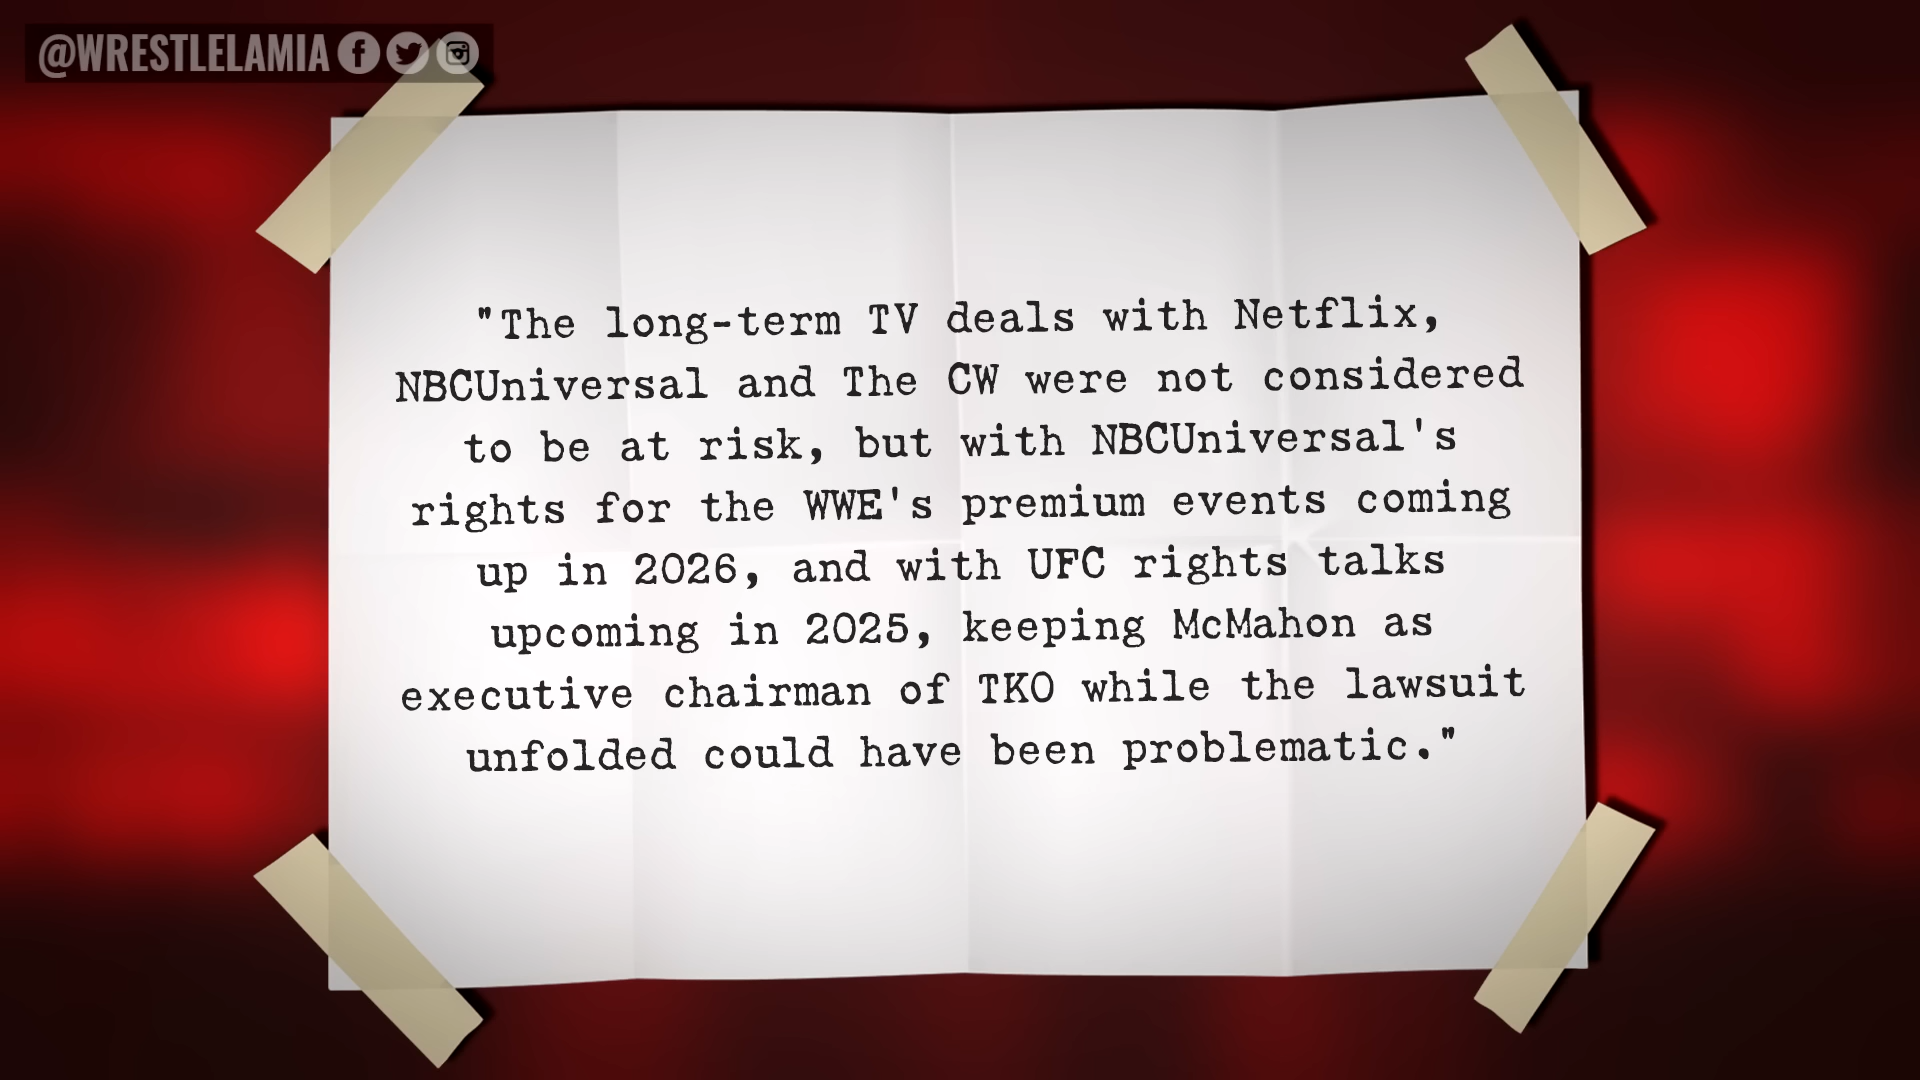 @WRESTLELAMIA
"The long-term TV deals with Netflix,
NBCUniversal and The CW were not considered
to be at risk, but with NBCUniversal's
rights for the WWE's premium events coming
up in 2026, and with UFC rights talks
upcoming in 2025, keeping McMahon as
executive chairman of TKO while the lawsuit
unfolded could have been problematic."